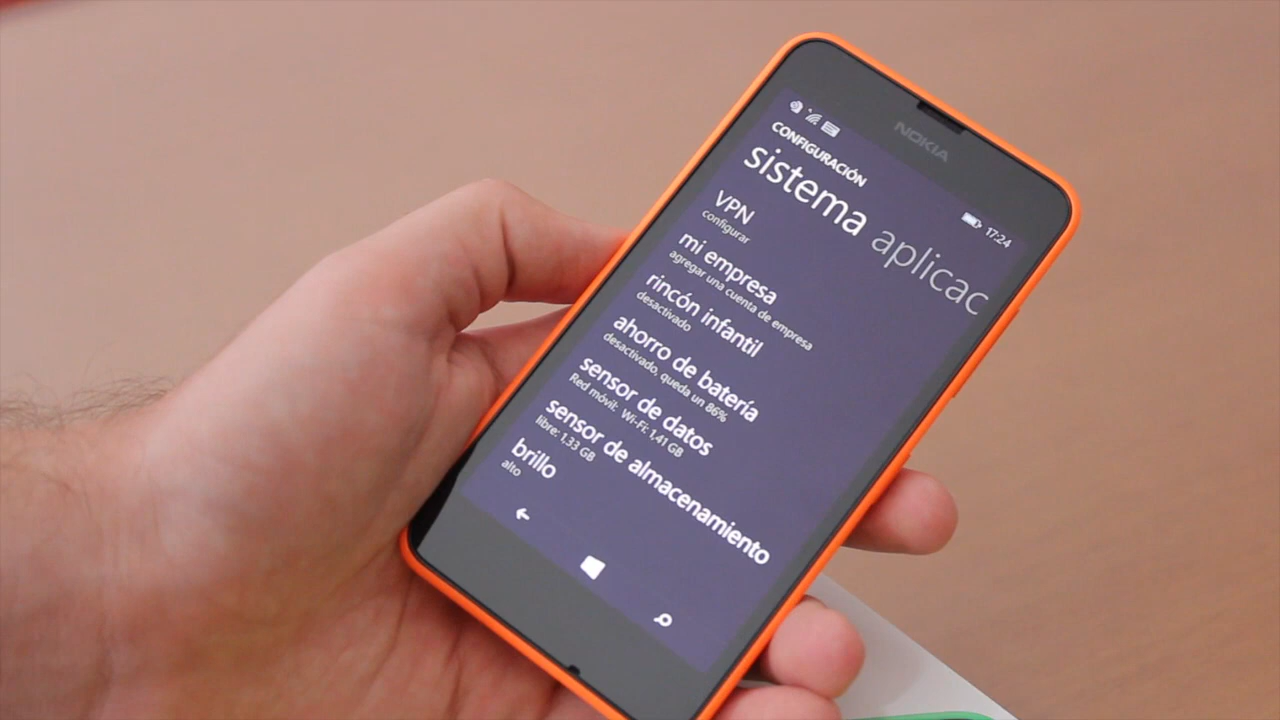 NOKIA
17:24
CONFIGURACIÓN
sistema aplicac
VPN
configurar
mi empresa
agregar una cuenta de empresa
rincón infantil
desactivado
ahorro de batería
desactivado, queda un 86%
sensor de datos
Red móvil: Wi-Fi: 1,41 GB
sensor de almacenamiento
libre: 1,33 GB
brillo
alto